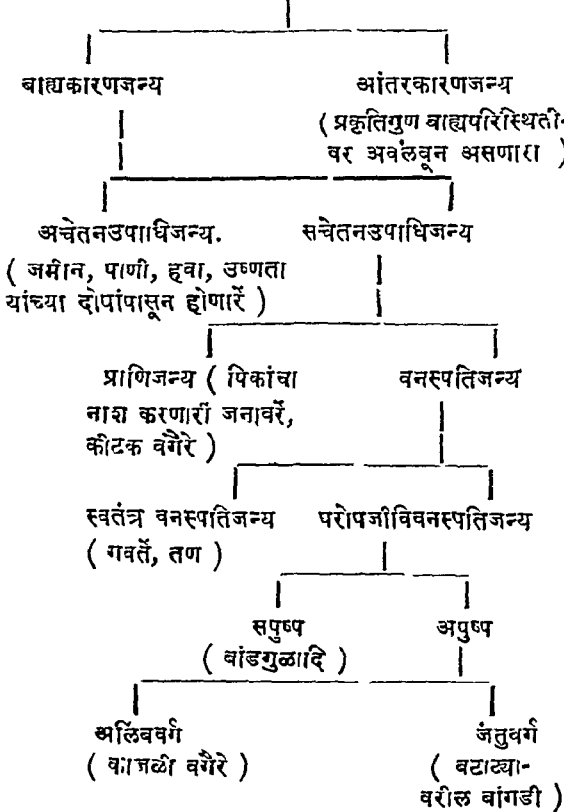 बाह्यकारणजन्य
आंतरकारणजन्य
( प्रकृतिगुण बाह्यपरिस्थिती-
वर अवलंबून असणारा )
अचेतनउपाधिजन्य.
सचेतनउपाधिजन्य
( जमीन, पाणी, हवा, उष्णता
यांच्या दोषांपासून होणारें )
प्राणिजन्य ( पिकांचा
नाश करणारीं जनावरें,
कीटक वगैरे )
वनस्पतिजन्य
स्वतंत्र वनस्पतिजन्य
( गवतें, तण )
परोपजीविवनस्पतिजन्य
सपुष्प
( बांडगुळादि )
अपुष्प
अलिंबवर्ग
( काजळी वगैरे )
जंतुवर्ग
( बटाट्या-
वरील बांगडी )